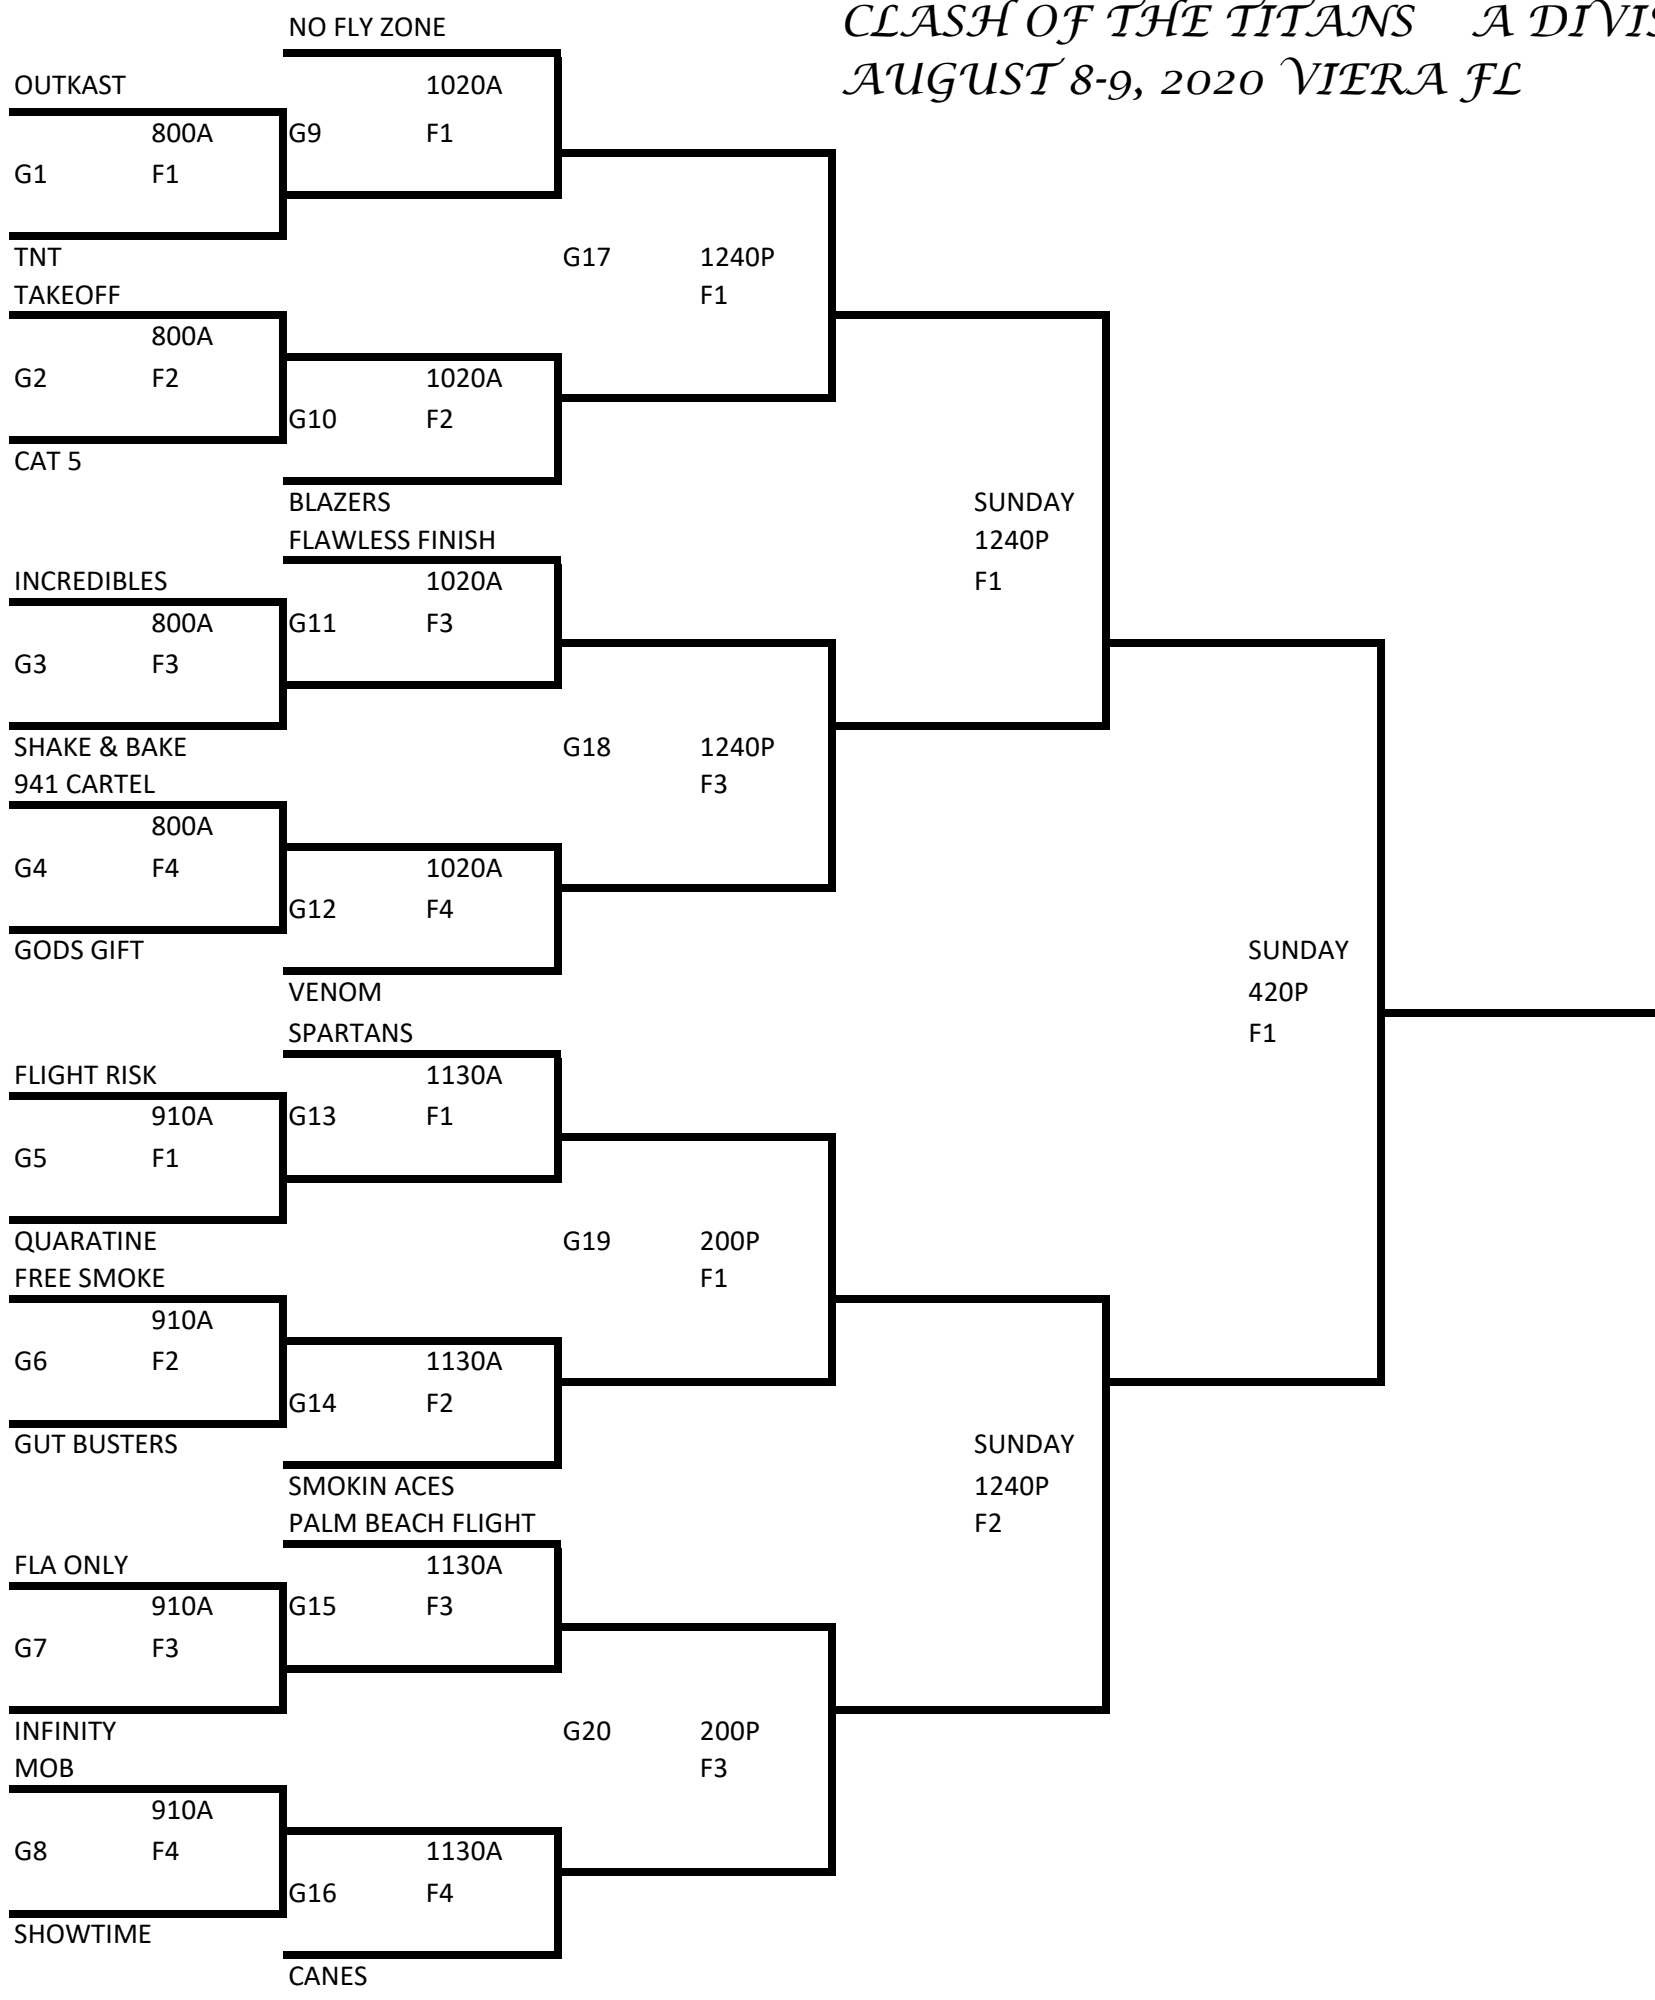 NO FLY ZONE
CLASH OF THE TITANS A DIVIS
AUGUST 8-9, 2020 VIERA FL
OUTKAST 1020A
800A G9 F1
G1 F1
TNT G17 1240P
TAKEOFF F1
800A
G2 F2 1020A
G10 F2
CAT 5
BLAZERS SUNDAY
FLAWLESS FINISH 1240P
INCREDIBLES 1020A F1
800A G11 F3
G3 F3
SHAKE & BAKE G18 1240P
941 CARTEL F3
800A
G4 F4 1020A
G12 F4
GODS GIFT SUNDAY
VENOM 420P
SPARTANS F1
FLIGHT RISK 1130A
910A G13 F1
G5 F1
QUARATINE G19 200P
FREE SMOKE F1
910A
G6 F2 1130A
G14 F2
GUT BUSTERS SUNDAY
SMOKIN ACES 1240P
PALM BEACH FLIGHT F2
FLA ONLY 1130A
910A G15 F3
G7 F3
INFINITY G20 200P
MOB F3
910A
G8 F4 1130A
G16 F4
SHOWTIME
CANES